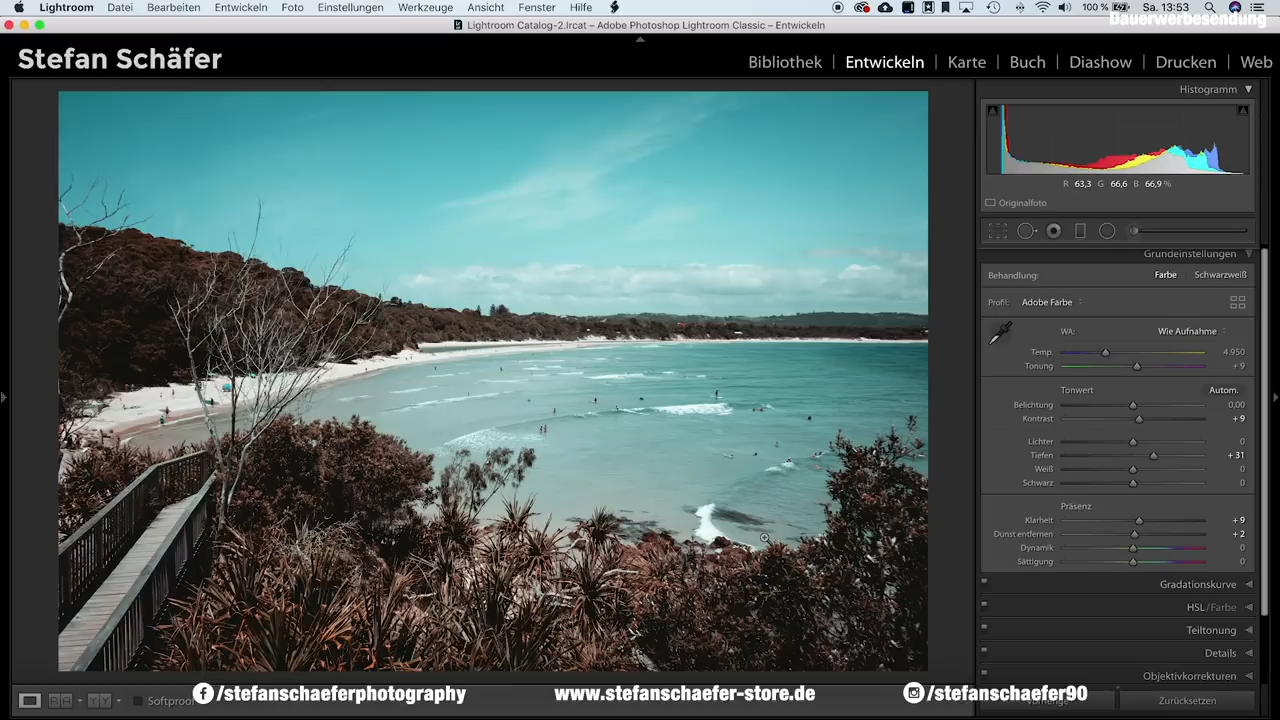 Lightroom Datei Bearbeiten Entwickeln Foto Einstellungen Werkzeuge Ansicht Fenster Hilfe 100 % Sa. 13:53
Dauerwerbesendung
Lightroom Catalog-2.lrcat – Adobe Photoshop Lightroom Classic – Entwickeln
Stefan Schäfer
Bibliothek | Entwickeln | Karte | Buch | Diashow | Drucken | Web
Histogramm
R 63,3 G 66,6 B 66,9 %
Originalfoto
Grundeinstellungen
Behandlung: Farbe Schwarzweiß
Profil: Adobe Farbe
WA: Wie Aufnahme
Temp. 4.950
Tonung + 9
Tonwert Autom.
Belichtung 0,00
Kontrast + 9
Lichter 0
Tiefen + 31
Weiß 0
Schwarz 0
Präsenz
Klarheit + 9
Dunst entfernen + 2
Dynamik 0
Sättigung 0
Gradationskurve
HSL / Farbe
Teiltonung
Details
Objektivkorrekturen
Softproof
/stefanschaeferphotography www.stefanschaefer-store.de /stefanschaefer90
Vorherige Zurücksetzen